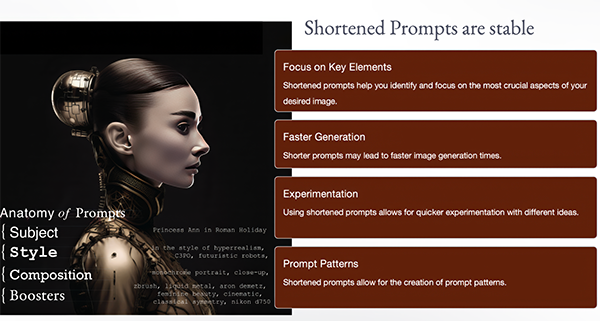 Shortened Prompts are stable
Focus on Key Elements
Shortened prompts help you identify and focus on the most crucial aspects of your
desired image.
Faster Generation
Shorter prompts may lead to faster image generation times.
Experimentation
Using shortened prompts allows for quicker experimentation with different ideas.
Prompt Patterns
Shortened prompts allow for the creation of prompt patterns.
Anatomy of Prompts
{ Subject
{ Style
{ Composition
{ Boosters
Princess Ann in Roman Holiday
in the style of hyperrealism,
C3PO, futuristic robots,
monochrome portrait, close-up,
zbrush, liquid metal, aron demetz,
feminine beauty, cinematic,
classical symmetry, nikon d750